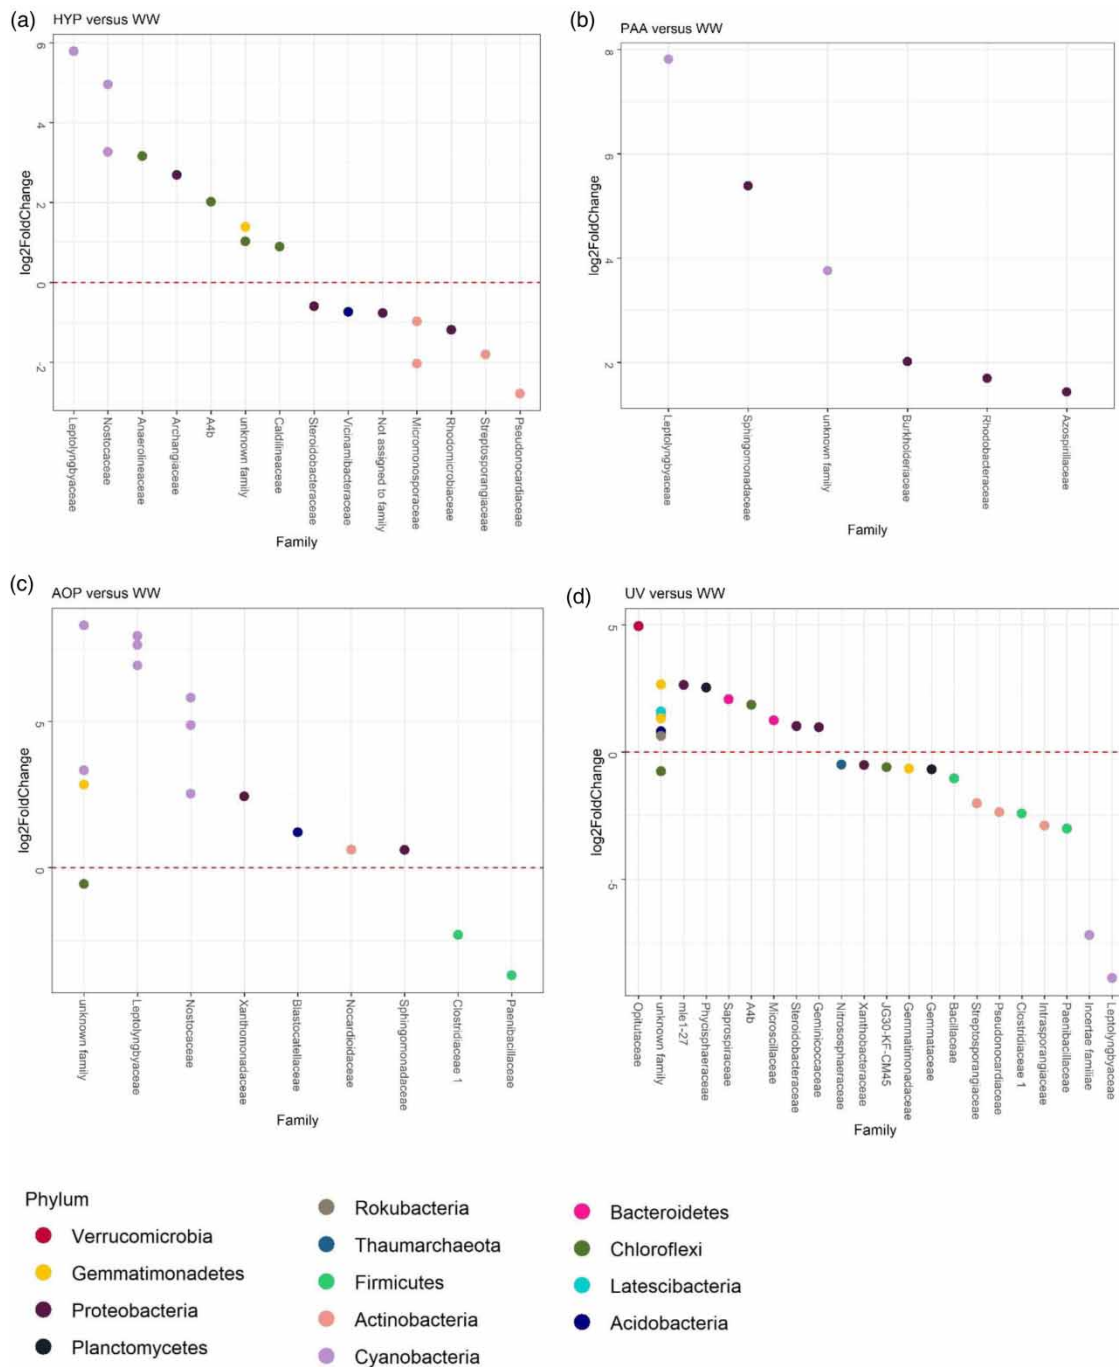 (a)
HYP versus WW
6
4
2
0
-2
log2FoldChange
Leptolyngbyaceae
Nostocaceae
Anaerolineaceae
Archangiaceae
A4b
unknown family
Caldilineaceae
Steroidobacteraceae
Vicinamibacteraceae
Not assigned to family
Micromonosporaceae
Rhodomicrobiaceae
Streptosporangiaceae
Pseudonocardiaceae
Family
(b)
PAA versus WW
8
6
4
2
log2FoldChange
Leptolyngbyaceae
Sphingomonadaceae
unknown family
Burkholderiaceae
Rhodobacteraceae
Azospirillaceae
Family
(c)
AOP versus WW
5
0
log2FoldChange
unknown family
Leptolyngbyaceae
Nostocaceae
Xanthomonadaceae
Blastocatellaceae
Nocardioidaceae
Sphingomonadaceae
Clostridiaceae 1
Paenibacillaceae
Family
(d)
UV versus WW
5
0
-5
log2FoldChange
Opitutaceae
unknown family
mle1-27
Phycisphaeraceae
Saprospiraceae
A4b
Microscillaceae
Steroidobacteraceae
Geminicoccaceae
Nitrososphaeraceae
Xanthobacteraceae
JG30-KF-CM45
Gemmatimonadaceae
Gemmataceae
Bacillaceae
Streptosporangiaceae
Pseudonocardiaceae
Clostridiaceae 1
Intrasporangiaceae
Paenibacillaceae
Incertae familiae
Leptolyngbyaceae
Family
Phylum
Verrucomicrobia
Gemmatimonadetes
Proteobacteria
Planctomycetes
Rokubacteria
Thaumarchaeota
Firmicutes
Actinobacteria
Cyanobacteria
Bacteroidetes
Chloroflexi
Latescibacteria
Acidobacteria